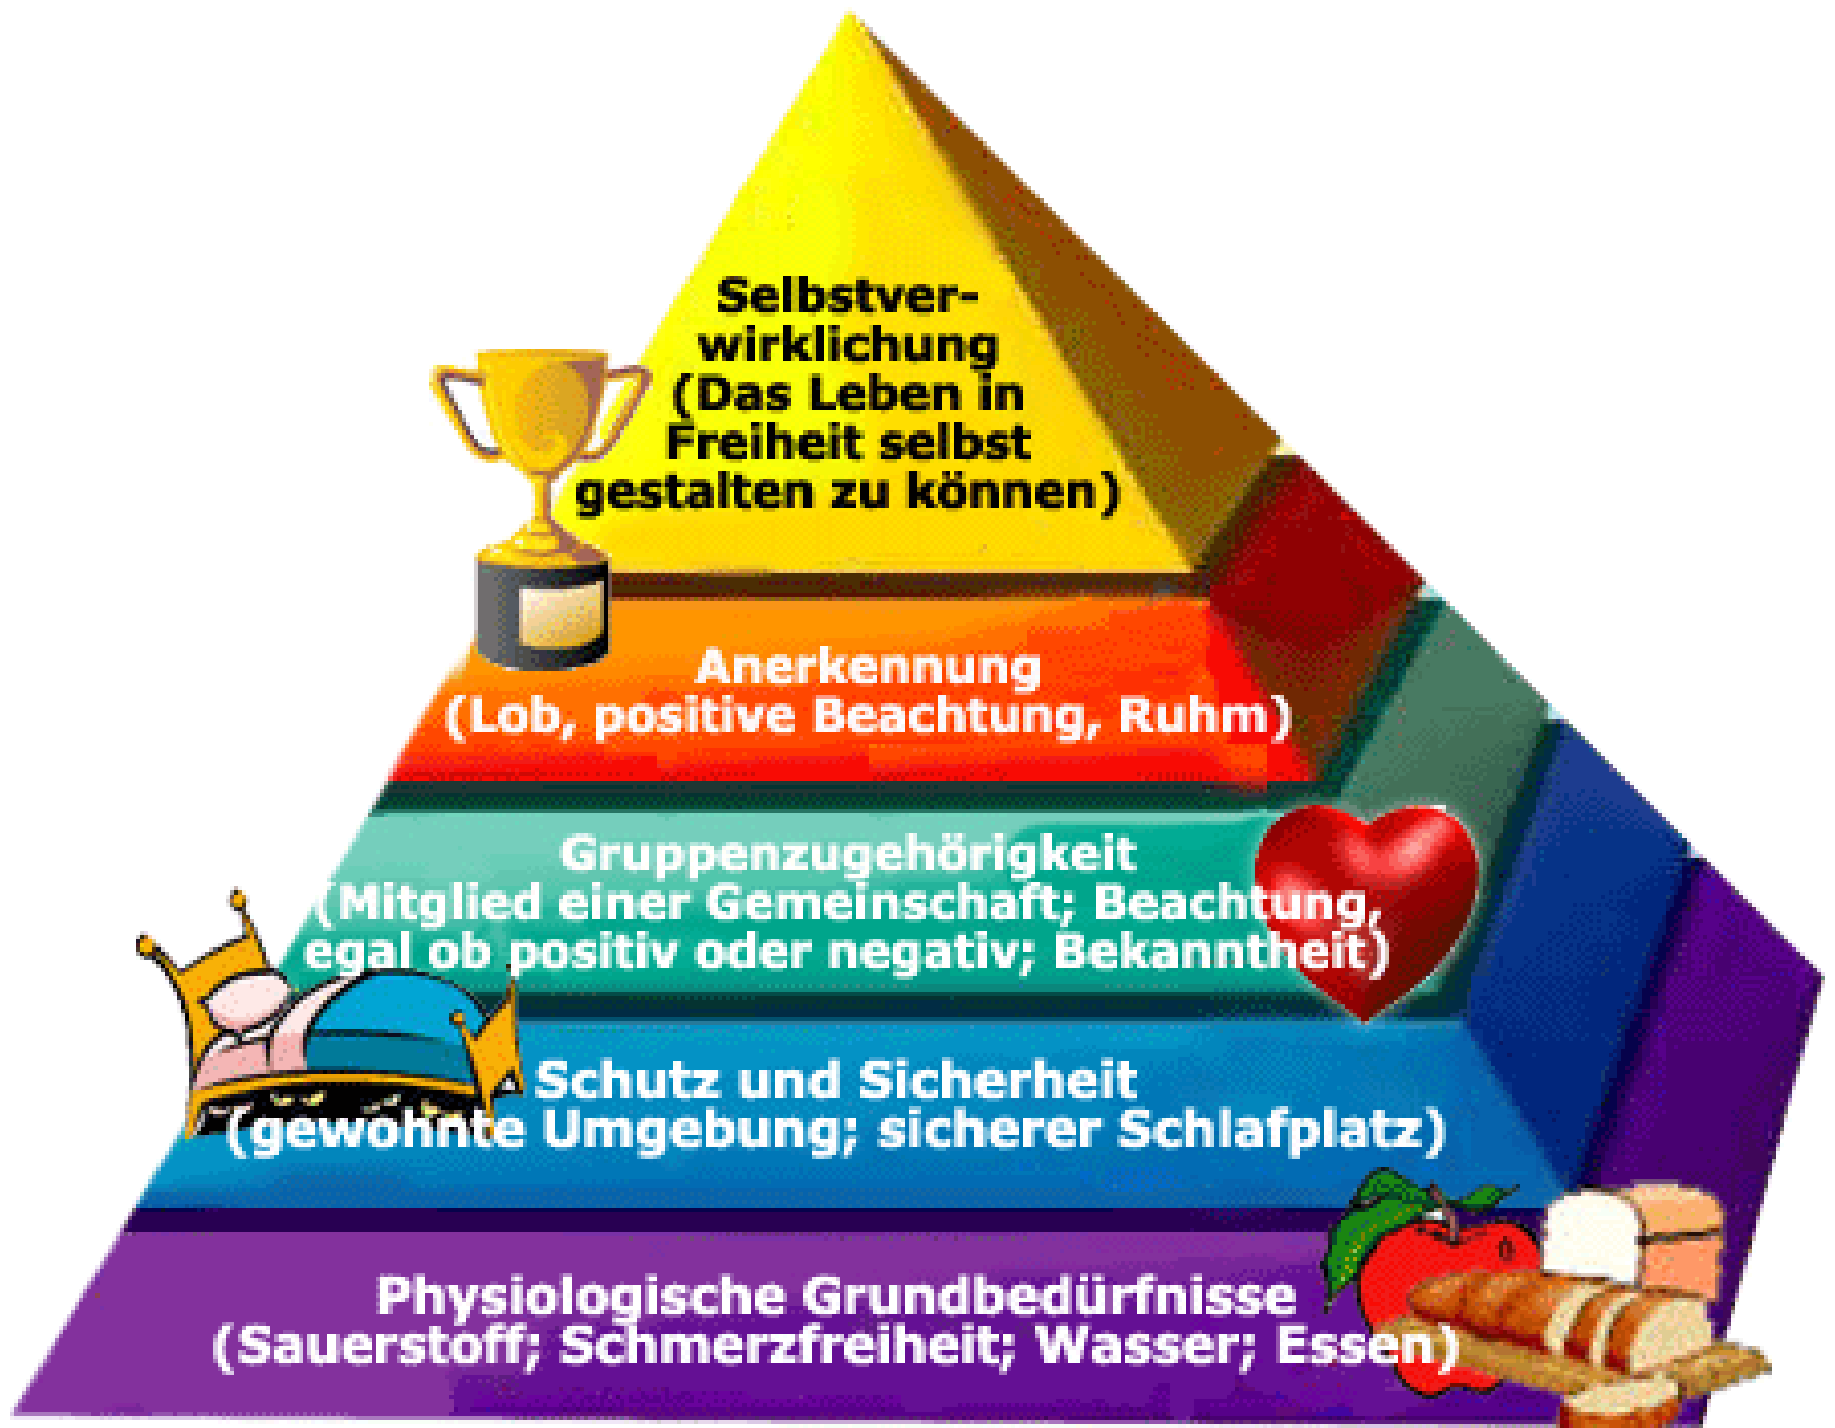 Selbstver-
wirklichung
(Das Leben in
Freiheit selbst
gestalten zu können)
Anerkennung
(Lob, positive Beachtung, Ruhm)
Gruppenzugehörigkeit
(Mitglied einer Gemeinschaft; Beachtung,
egal ob positiv oder negativ; Bekanntheit)
Schutz und Sicherheit
(gewohnte Umgebung; sicherer Schlafplatz)
Physiologische Grundbedürfnisse
(Sauerstoff; Schmerzfreiheit; Wasser; Essen)